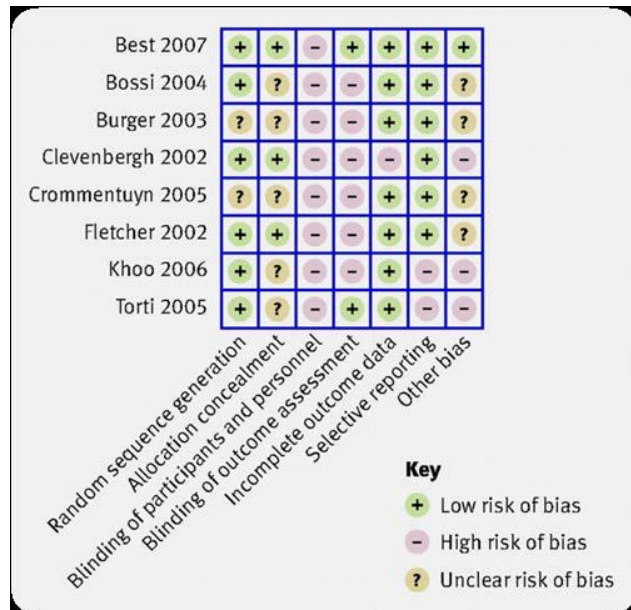 Best 2007 + + - + + + +
Bossi 2004 + ? - - + + ?
Burger 2003 ? ? - - + + ?
Clevenbergh 2002 + + - - - + -
Crommentuyn 2005 ? ? - - + + ?
Fletcher 2002 + + - - + + ?
Khoo 2006 + ? - - + - -
Torti 2005 + ? - + + - -
Random sequence generation
Allocation concealment
Blinding of participants and personnel
Blinding of outcome assessment
Incomplete outcome data
Selective reporting
Other bias
Key
+ Low risk of bias
- High risk of bias
? Unclear risk of bias